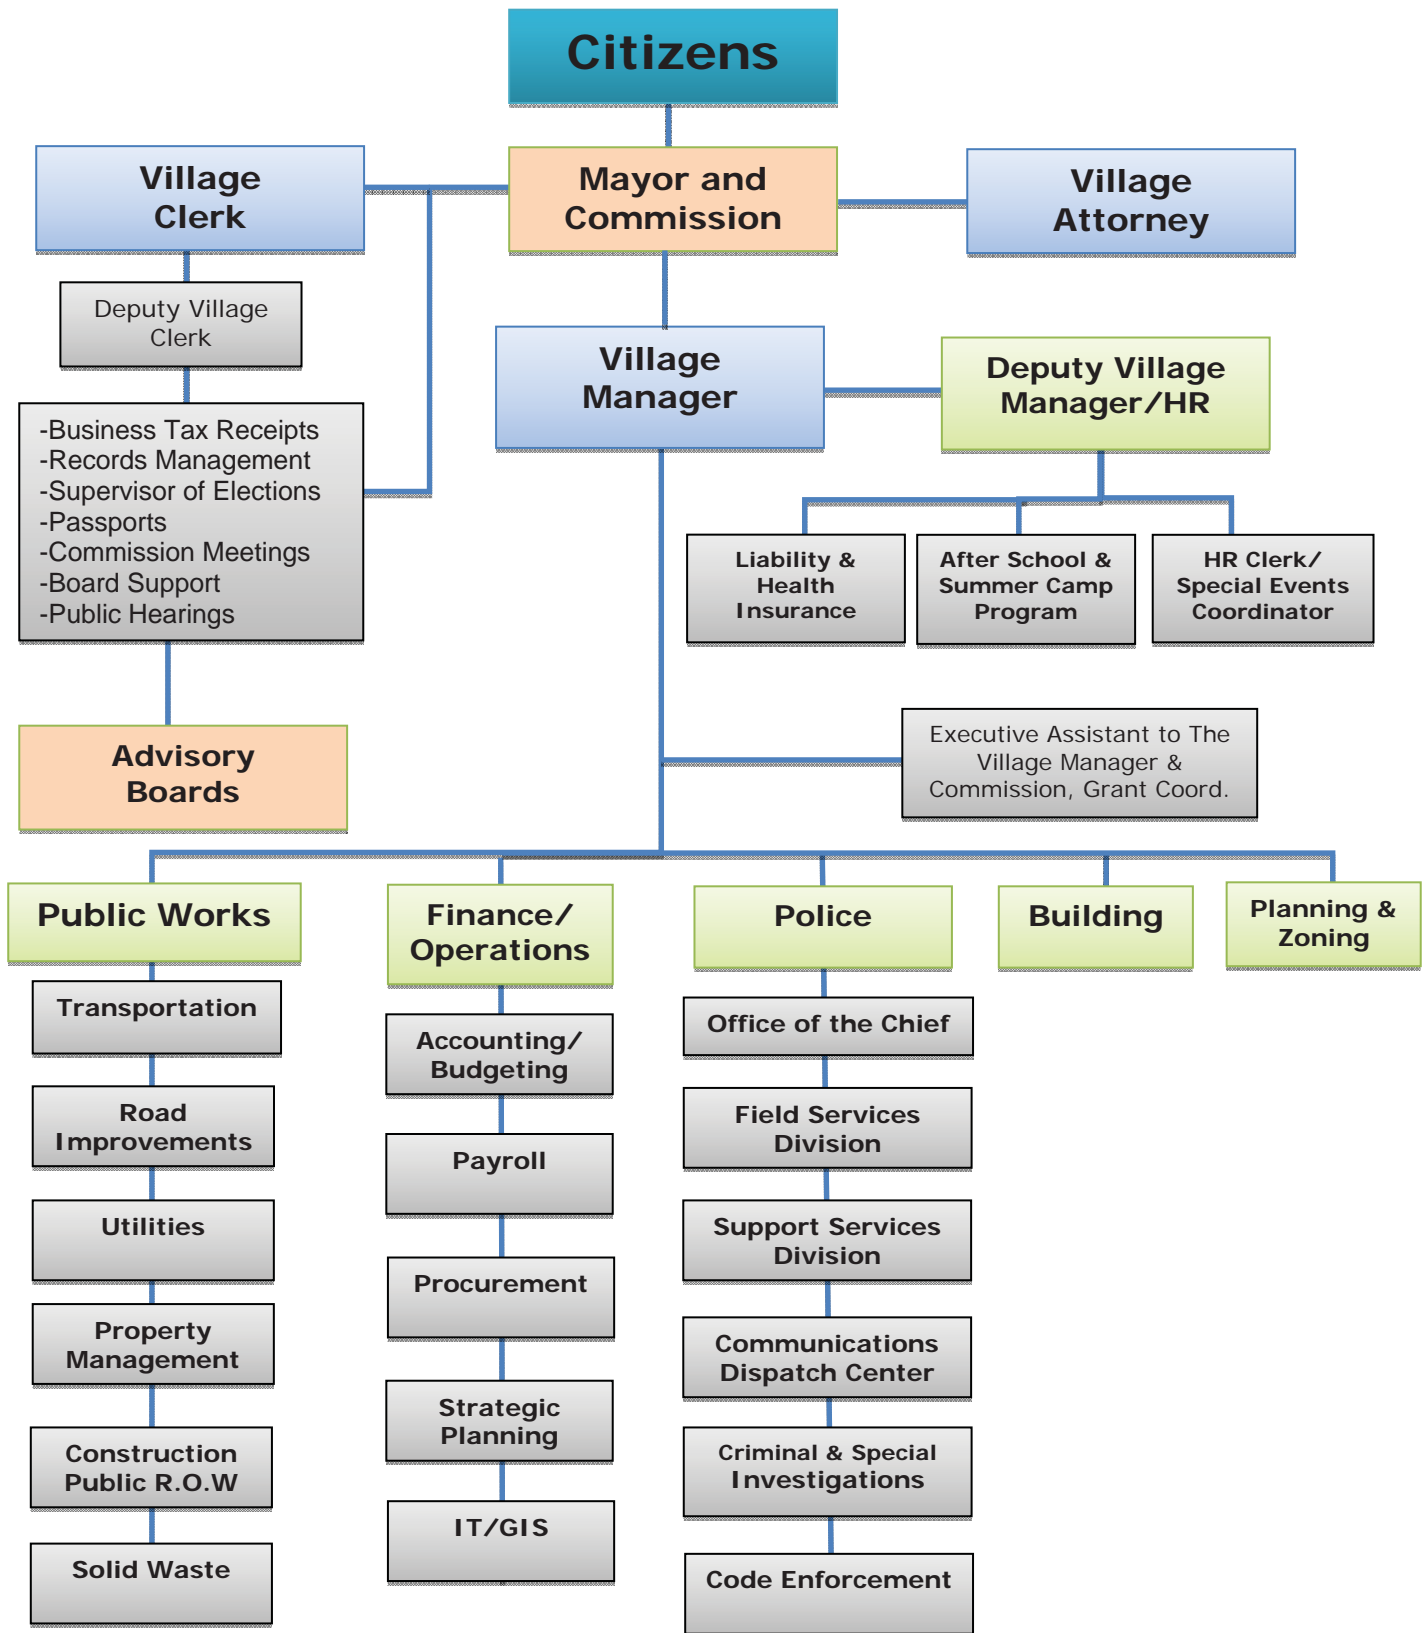 Citizens
Village
Clerk
Mayor and
Commission
Village
Attorney
Deputy Village
Clerk
Village
Manager
Deputy Village
Manager/HR
-Business Tax Receipts
-Records Management
-Supervisor of Elections
-Passports
-Commission Meetings
-Board Support
-Public Hearings
Liability &
Health
Insurance
After School &
Summer Camp
Program
HR Clerk/
Special Events
Coordinator
Advisory
Boards
Executive Assistant to The
Village Manager &
Commission, Grant Coord.
Public Works
Transportation
Road
Improvements
Utilities
Property
Management
Construction
Public R.O.W
Solid Waste
Finance/
Operations
Accounting/
Budgeting
Payroll
Procurement
Strategic
Planning
IT/GIS
Police
Office of the Chief
Field Services
Division
Support Services
Division
Communications
Dispatch Center
Criminal & Special
Investigations
Code Enforcement
Building
Planning &
Zoning